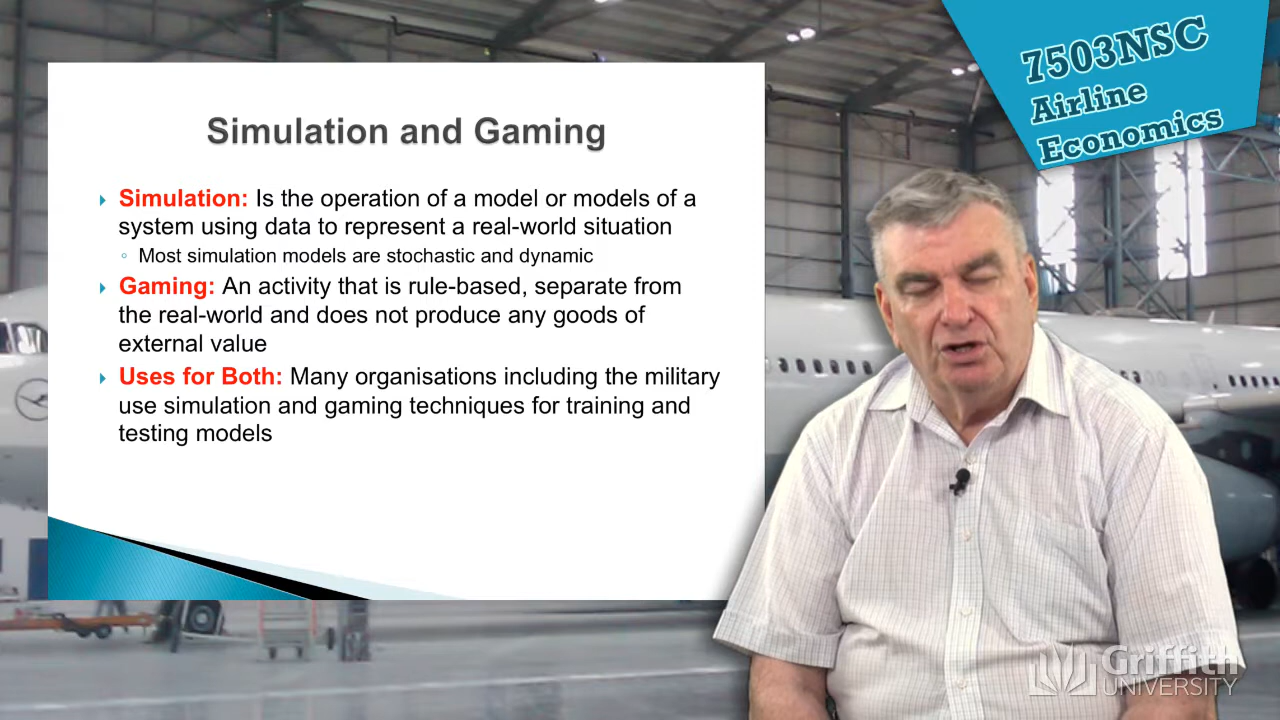 7503NSC
Airline
Economics
Simulation and Gaming
Simulation: Is the operation of a model or models of a
system using data to represent a real-world situation
Most simulation models are stochastic and dynamic
Gaming: An activity that is rule-based, separate from
the real-world and does not produce any goods of
external value
Uses for Both: Many organisations including the military
use simulation and gaming techniques for training and
testing models
Griffith
UNIVERSITY